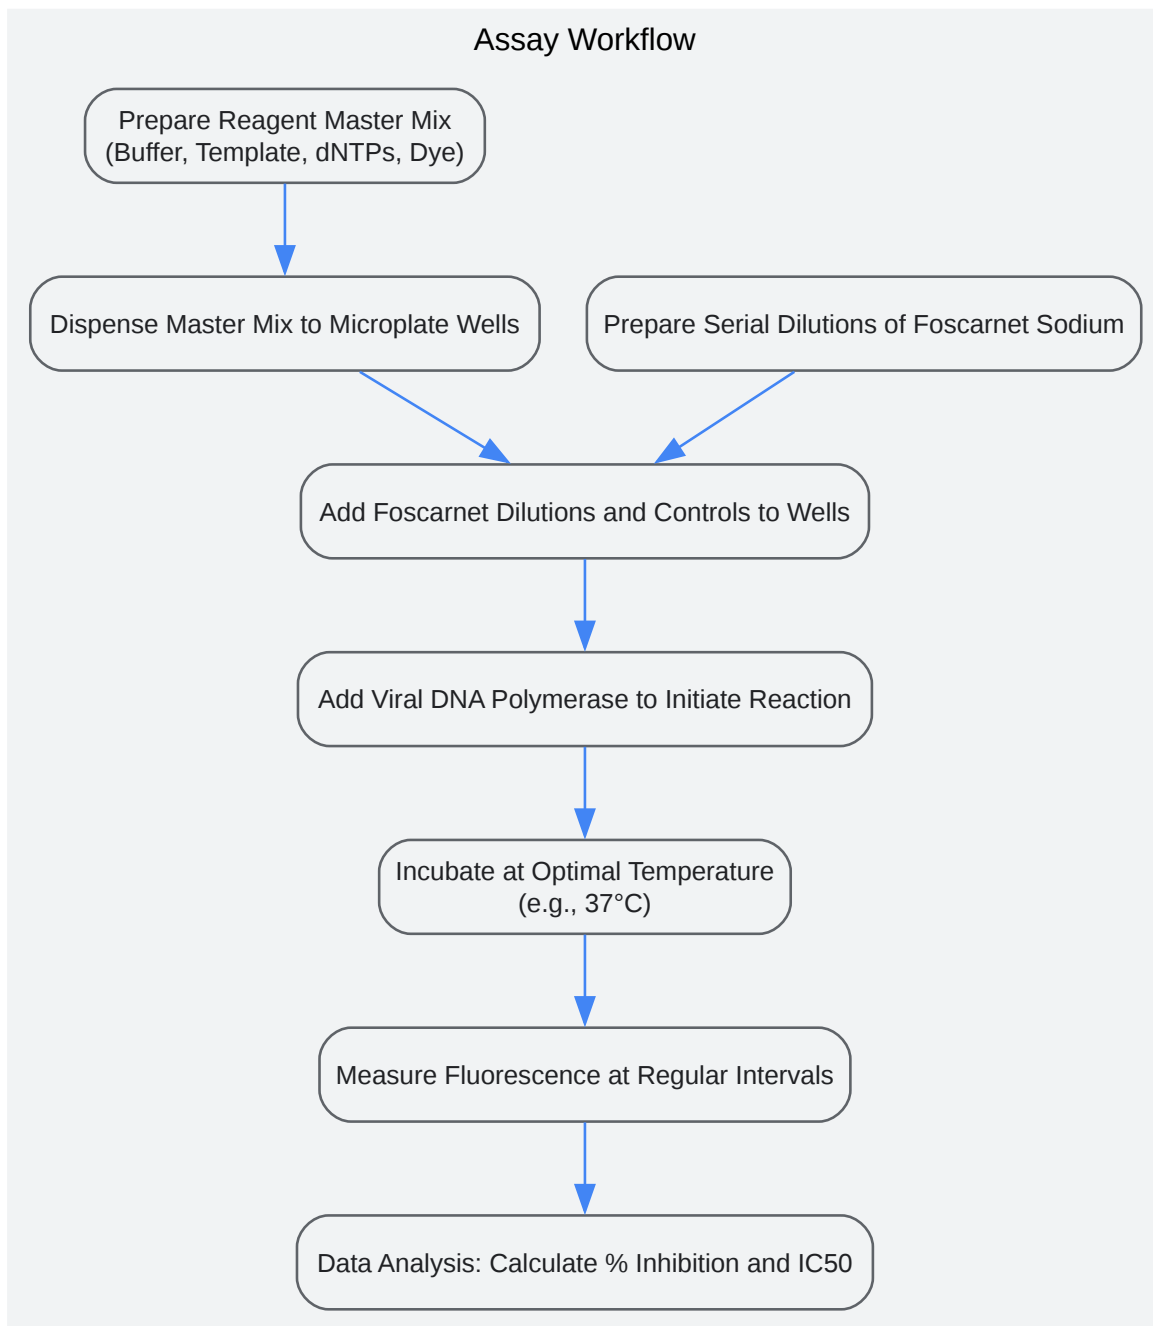 Assay Workflow
Prepare Reagent Master Mix
(Buffer, Template, dNTPs, Dye)
Dispense Master Mix to Microplate Wells
Prepare Serial Dilutions of Foscarnet Sodium
Add Foscarnet Dilutions and Controls to Wells
Add Viral DNA Polymerase to Initiate Reaction
Incubate at Optimal Temperature
(e.g., 37°C)
Measure Fluorescence at Regular Intervals
Data Analysis: Calculate % Inhibition and IC50